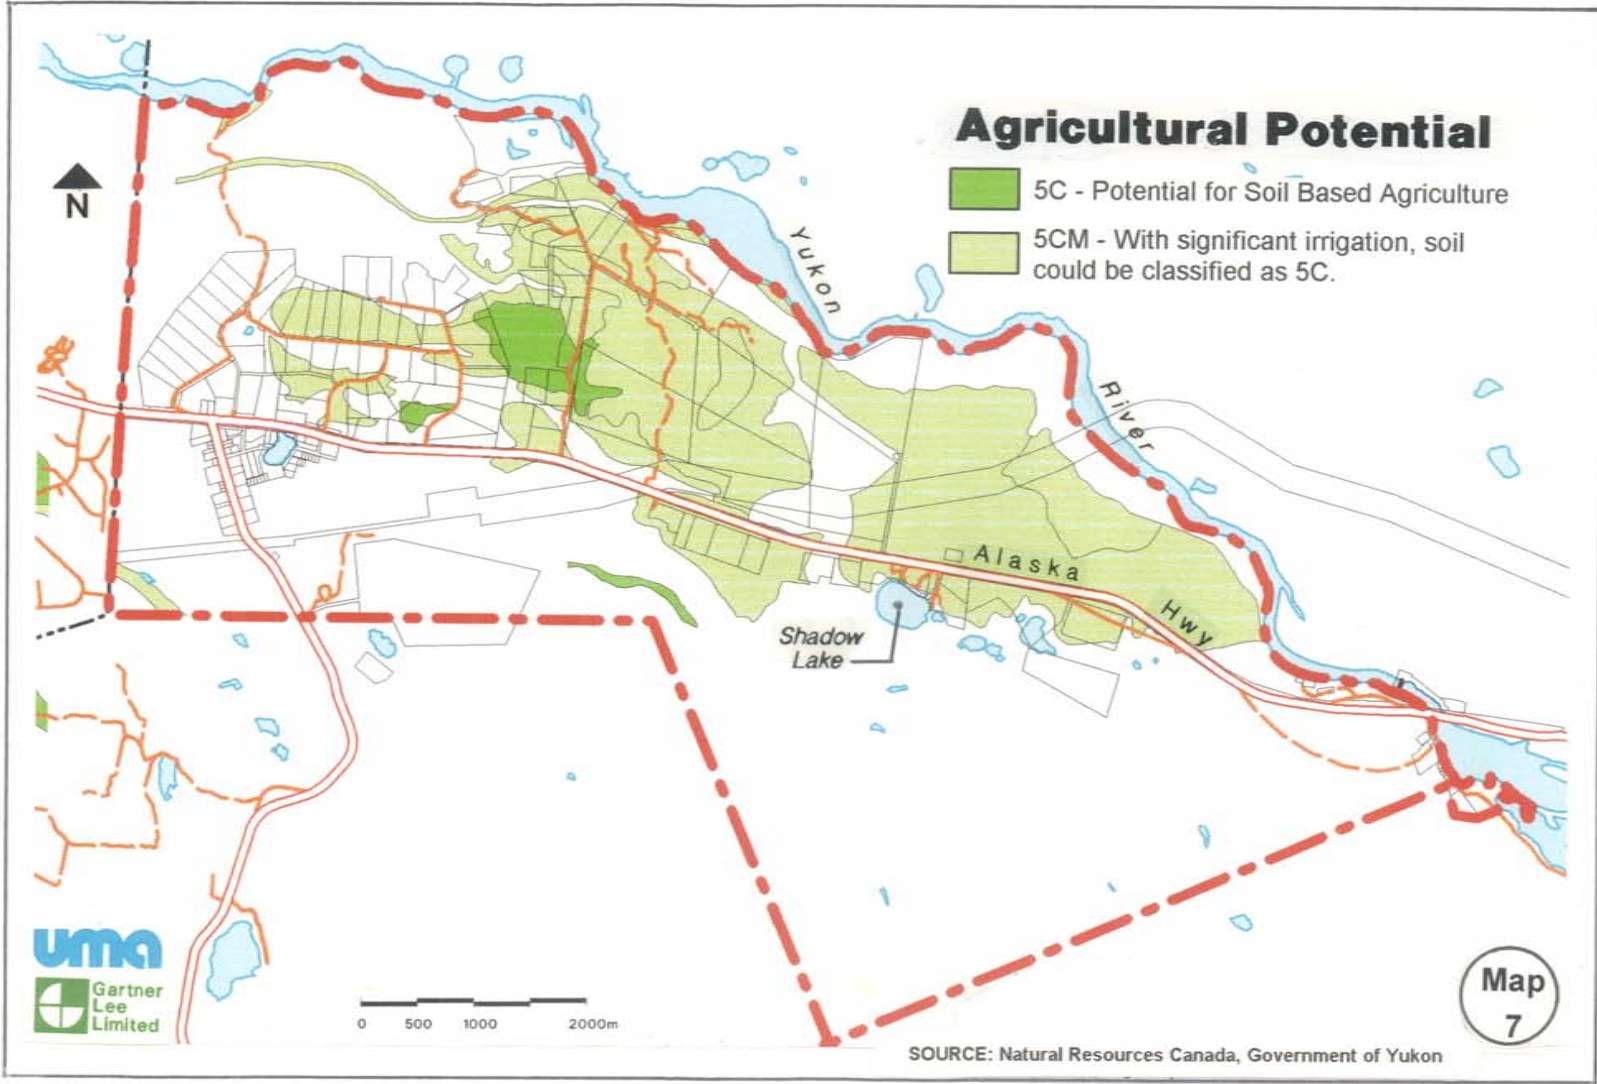 Agricultural Potential
5C - Potential for Soil Based Agriculture
5CM - With significant irrigation, soil
could be classified as 5C.
N
Yukon
River
Alaska
Hwy
Shadow
Lake
uma
Gartner
Lee
Limited
0 500 1000 2000m
Map
7
SOURCE: Natural Resources Canada, Government of Yukon